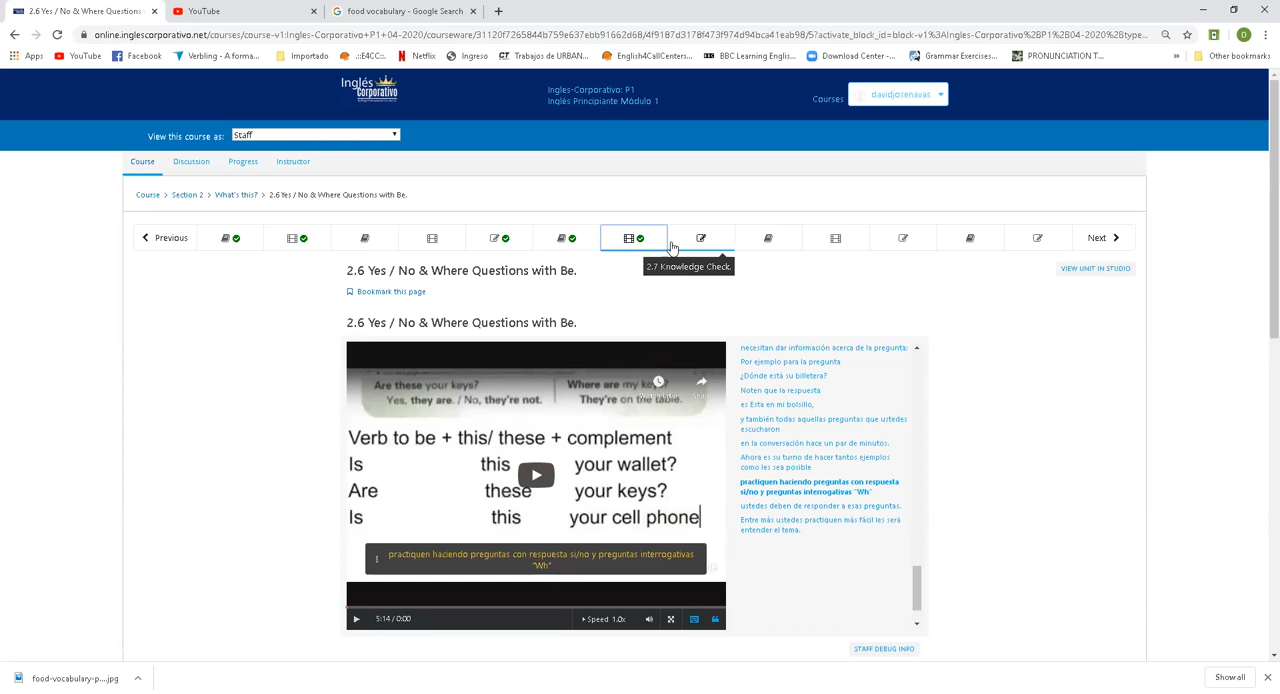 2.6 Yes / No & Where Questions
YouTube
food vocabulary - Google Search
online.inglescorporativo.net/courses/course-v1:Ingles-Corporativo+P1+04-2020/courseware/31120f7265844b759e637ebb91662d68/4f9187d3178f473f974d94bca41eab98/5?activate_block_id=block-v1%3AIngles-Corporativo%2BP1%2B04-2020%2Btype...
Apps
YouTube
Facebook
Verbling - A forma...
Importado
.::E4CC::.
Netflix
Ingreso
Trabajos de URBAN...
English4CallCenters...
BBC Learning Engli...
Download Center -...
Grammar Exercises...
PRONUNCIATION T...
»
Other bookmarks
Inglés
Corporativo
Ingles-Corporativo: P1
Inglés Principiante Módulo 1
Courses
davidjosenavas
View this course as:
Staff
Course
Discussion
Progress
Instructor
Course > Section 2 > What's this? > 2.6 Yes / No & Where Questions with Be.
Previous
Next
2.7 Knowledge Check.
2.6 Yes / No & Where Questions with Be.
VIEW UNIT IN STUDIO
Bookmark this page
2.6 Yes / No & Where Questions with Be.
Are these your keys?
Yes, they are. / No, they're not.
Where are my keys?
They're on the table.
Verb to be + this/ these + complement
Is this your wallet?
Are these your keys?
Is this your cell phone
practiquen haciendo preguntas con respuesta si/no y preguntas interrogativas
"Wh"
5:14 / 0:00
Speed 1.0x
necesitan dar información acerca de la pregunta:
Por ejemplo para la pregunta
¿Dónde está su billetera?
Noten que la respuesta
es Esta en mi bolsillo,
y también todas aquellas preguntas que ustedes
escucharon
en la conversación hace un par de minutos.
Ahora es su turno de hacer tantos ejemplos
como les sea posible
practiquen haciendo preguntas con respuesta
si/no y preguntas interrogativas "Wh"
ustedes deben de responder a esas preguntas.
Entre más ustedes practiquen más fácil les será
entender el tema.
STAFF DEBUG INFO
food-vocabulary-p....jpg
Show all